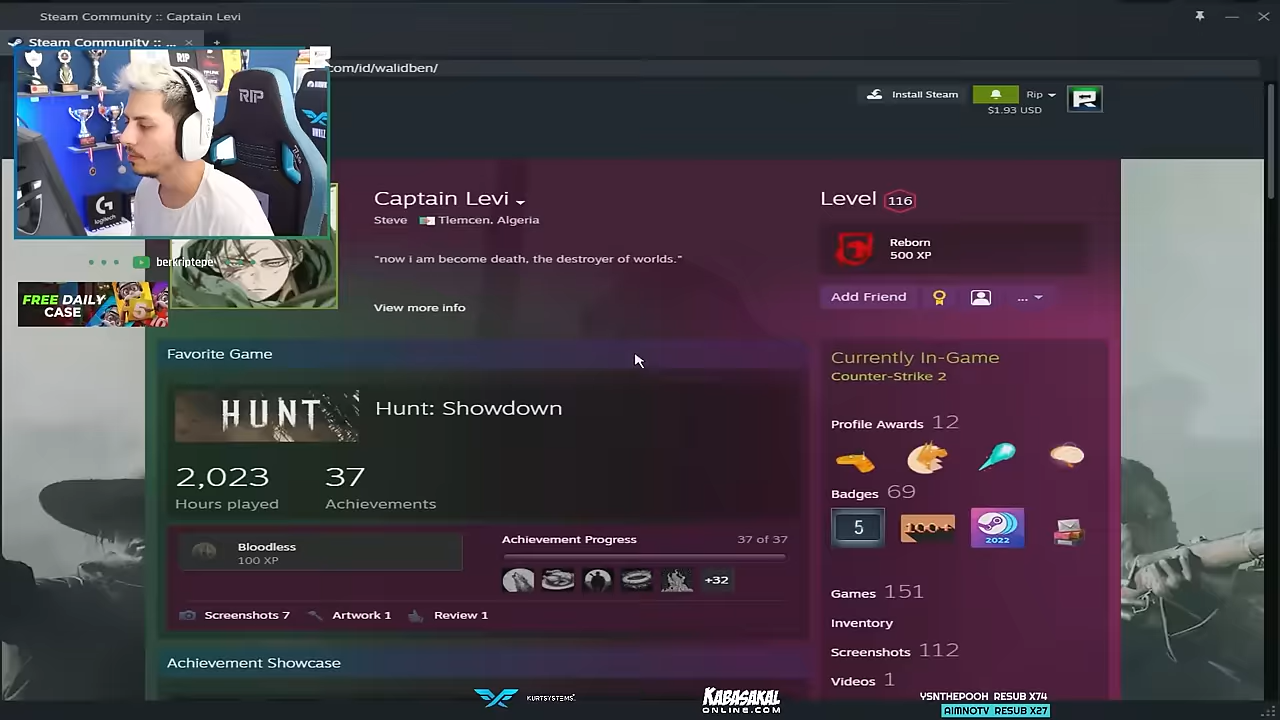 Steam Community :: Captain Levi
Steam Community :: ...
com/id/walidben/
Install Steam
Rip
$1.93 USD
RIP
RIP
logitech
berkriptepe
FREE DAILY
CASE
Captain Levi
Steve
Tlemcen, Algeria
"now i am become death, the destroyer of worlds."
View more info
Level 116
Reborn
500 XP
Add Friend
...
Favorite Game
HUNT
Hunt: Showdown
2,023
37
Hours played
Achievements
Bloodless
100 XP
Achievement Progress
37 of 37
+32
Screenshots 7
Artwork 1
Review 1
Achievement Showcase
Currently In-Game
Counter-Strike 2
Profile Awards 12
Badges 69
5
100+
2022
Games 151
Inventory
Screenshots 112
Videos 1
KURTSYSTEMS
KABASAKAL
ONLINE.COM
YSNTHEPOOH RESUB X74
AIMNOTV RESUB X27